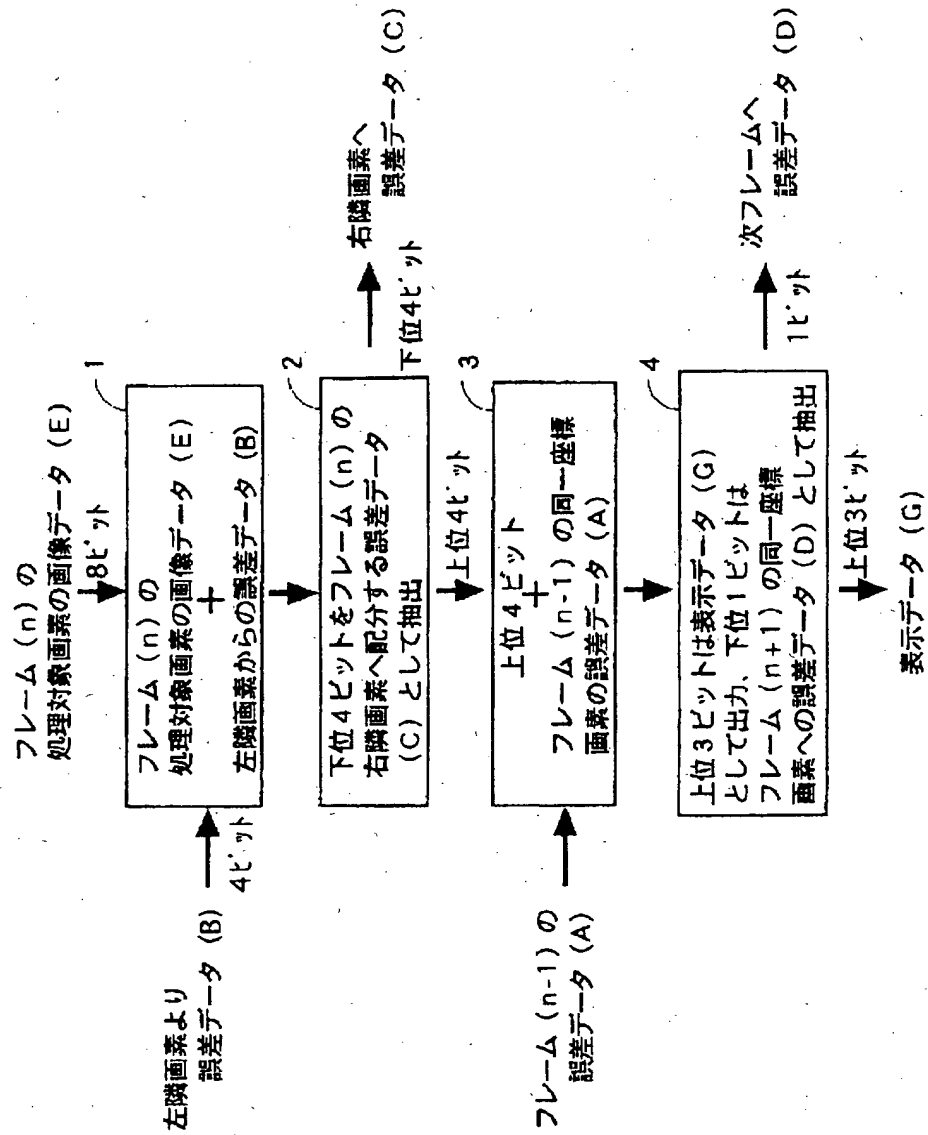 フレーム (n) の
処理対象画素の画像データ (E)
8ビット
1
フレーム (n) の
処理対象画素の画像データ (E)
+
左隣画素からの誤差データ (B)
左隣画素より
誤差データ (B)
4ビット
2
下位4ビットをフレーム (n) の
右隣画素へ配分する誤差データ
(C) として抽出
右隣画素へ
誤差データ (C)
下位4ビット
上位4ビット
3
上位4ビット
+
フレーム (n-1) の同一座標
画素の誤差データ (A)
フレーム (n-1) の
誤差データ (A)
4
上位3ビットは表示データ (G)
として出力、下位1ビットは
フレーム (n+1) の同一座標
画素への誤差データ (D) として抽出
次フレームへ
誤差データ (D)
1ビット
上位3ビット
表示データ (G)